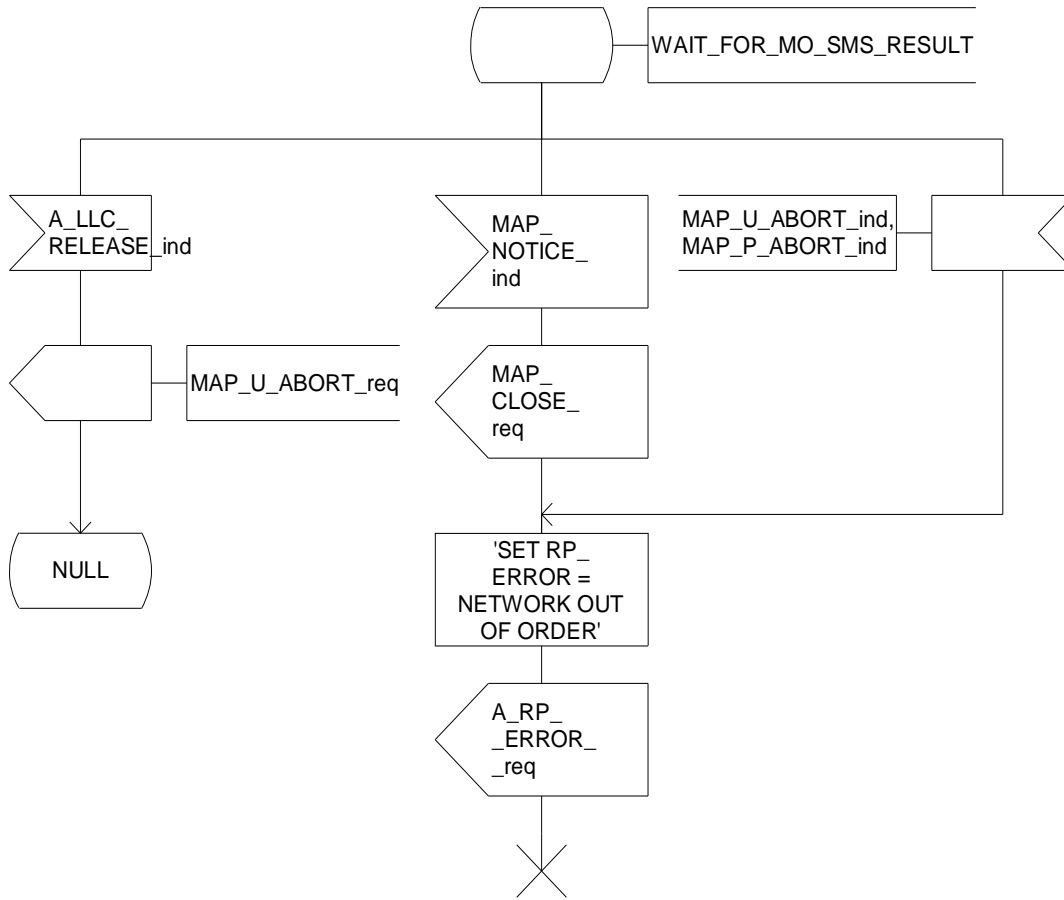 WAIT_FOR_MO_SMS_RESULT
A_LLC_
RELEASE_ind
MAP_
NOTICE_
ind
MAP_U_ABORT_ind,
MAP_P_ABORT_ind
MAP_U_ABORT_req
MAP_
CLOSE_
req
NULL
'SET RP_
ERROR =
NETWORK OUT
OF ORDER'
A_RP_
_ERROR_
_req